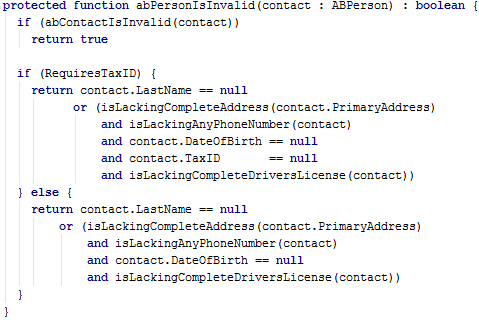 protected function abPersonIsInvalid(contact : ABPerson) : boolean {
  if (abContactIsInvalid(contact))
    return true

  if (RequiresTaxID) {
    return contact.LastName == null
          or (isLackingCompleteAddress(contact.PrimaryAddress)
              and isLackingAnyPhoneNumber(contact)
              and contact.DateOfBirth == null
              and contact.TaxID       == null
              and isLackingCompleteDriversLicense(contact))
  } else {
    return contact.LastName == null
        or (isLackingCompleteAddress(contact.PrimaryAddress)
            and isLackingAnyPhoneNumber(contact)
            and contact.DateOfBirth == null
            and isLackingCompleteDriversLicense(contact))
  }
}